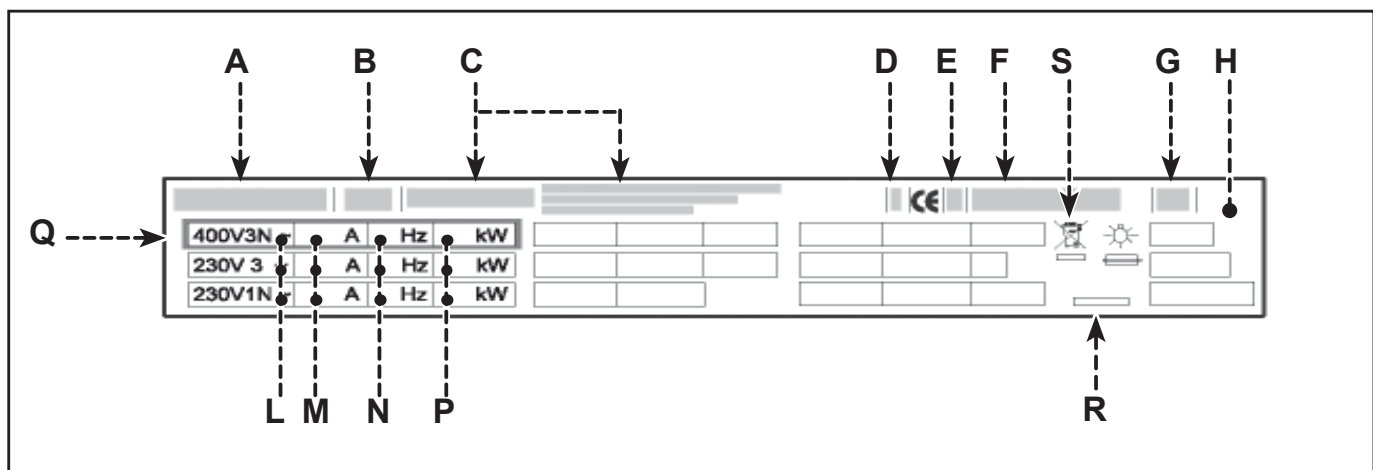 A B C D E F S G H
CE
Q
400V3N~ A Hz kW
230V 3 ~ A Hz kW
230V1N~ A Hz kW
L M N P R